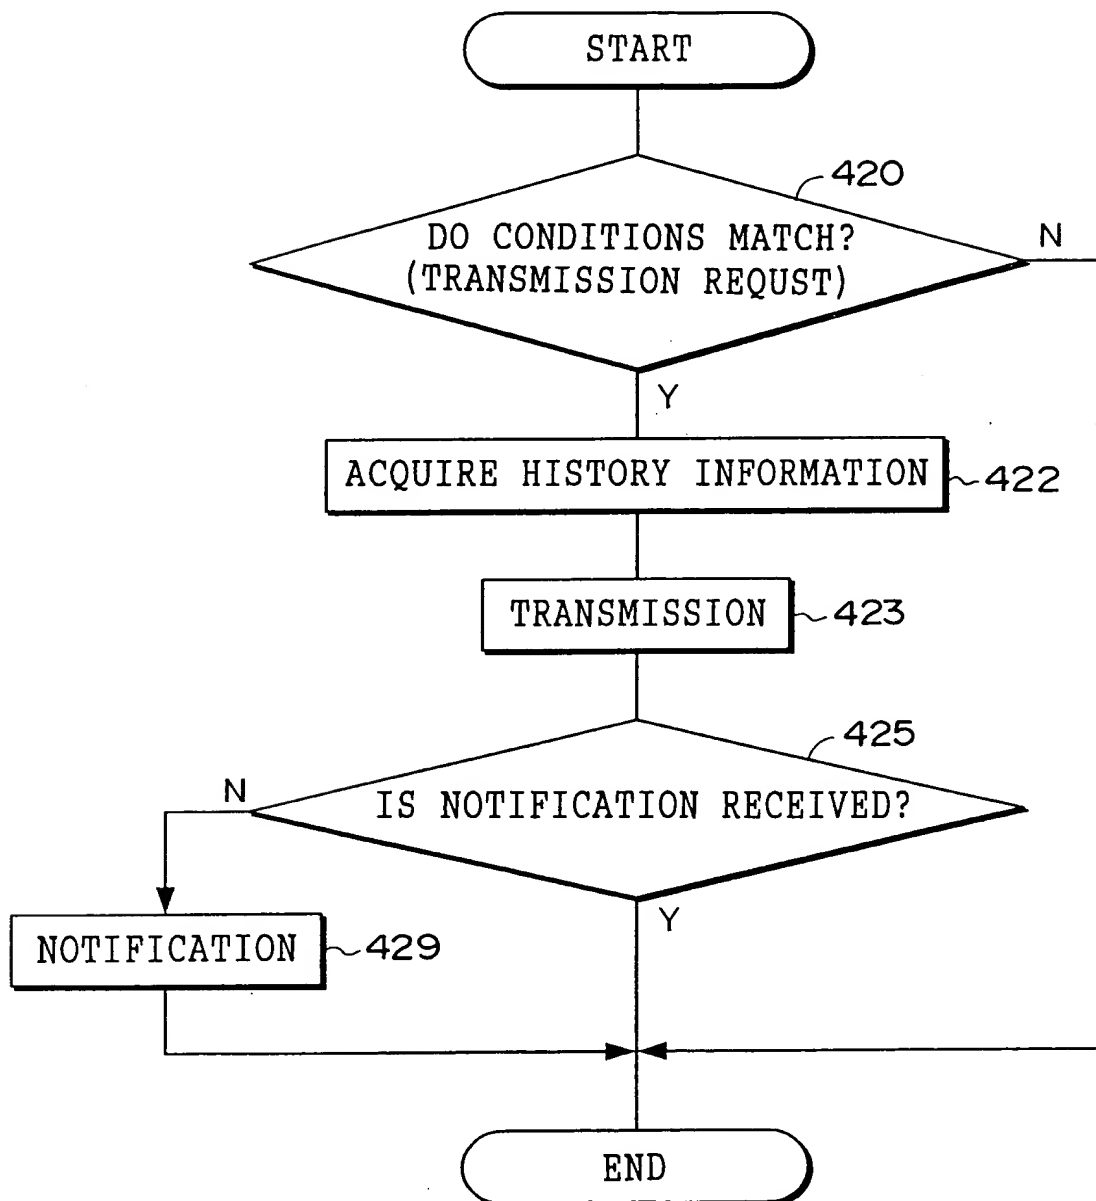 START
420
DO CONDITIONS MATCH?
N
(TRANSMISSION REQUST)
Y
ACQUIRE HISTORY INFORMATION
422
TRANSMISSION
423
425
N
IS NOTIFICATION RECEIVED?
Y
NOTIFICATION
429
END